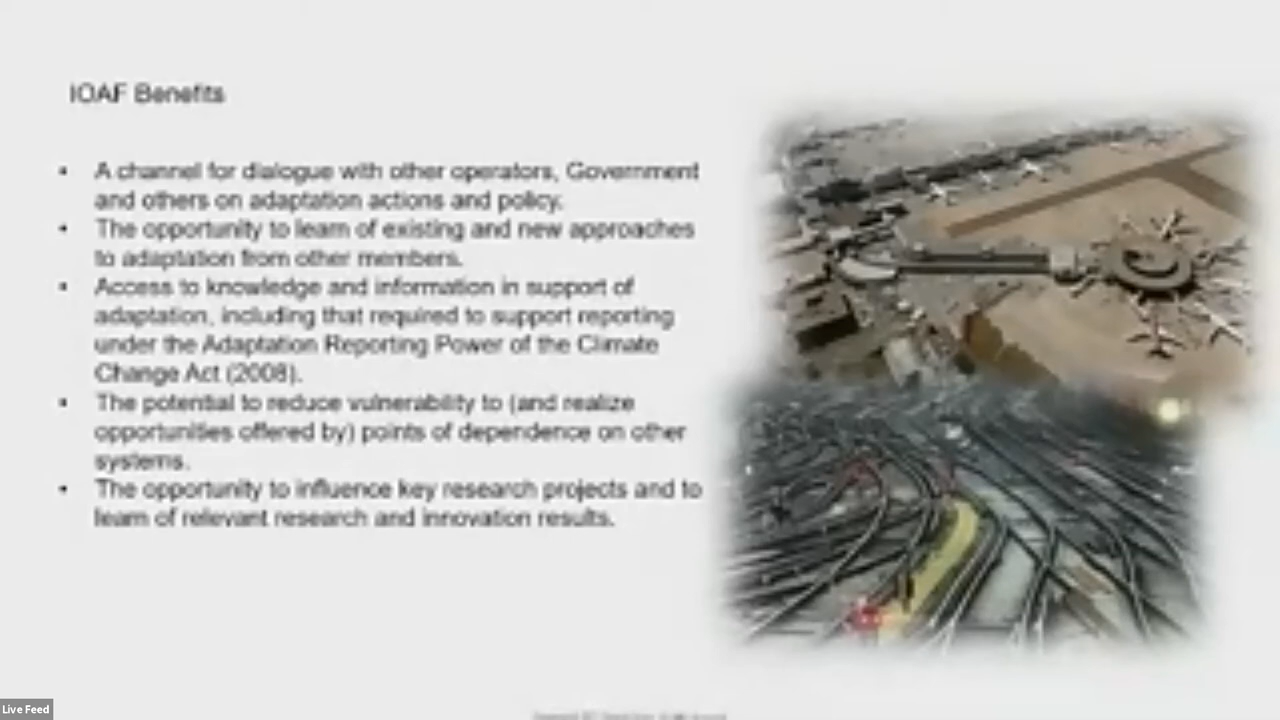 IOAF Benefits
• A channel for dialogue with other operators, Government
and others on adaptation actions and policy.
• The opportunity to learn of existing and new approaches
to adaptation from other members.
• Access to knowledge and information in support of
adaptation, including that required to support reporting
under the Adaptation Reporting Power of the Climate
Change Act (2008).
• The potential to reduce vulnerability to (and realize
opportunities offered by) points of dependence on other
systems.
• The opportunity to influence key research projects and to
learn of relevant research and innovation results.
Live Feed